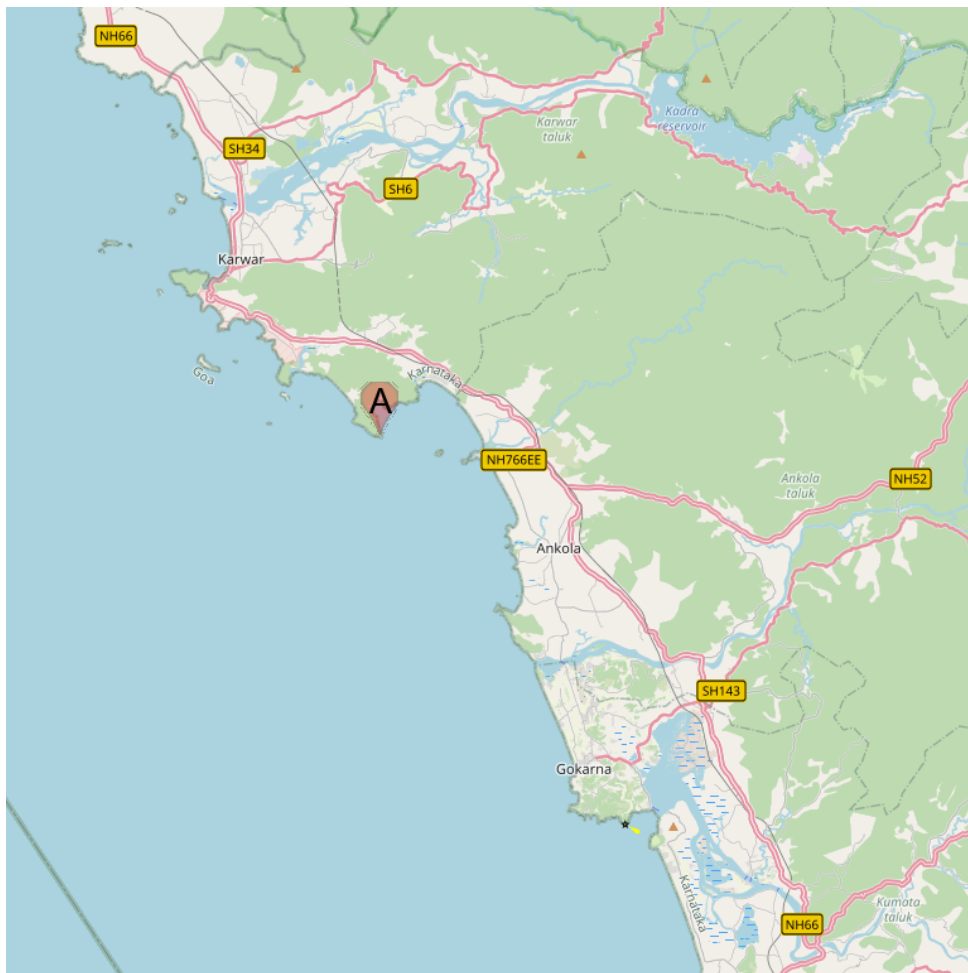 NH66
Kadra
reservoir
Karwar
taluk
SH34
SH6
Karwar
Goa
Karnataka
A
NH766EE
Ankola
taluk
NH52
Ankola
SH143
Gokarna
Karnataka
Kumata
taluk
NH66